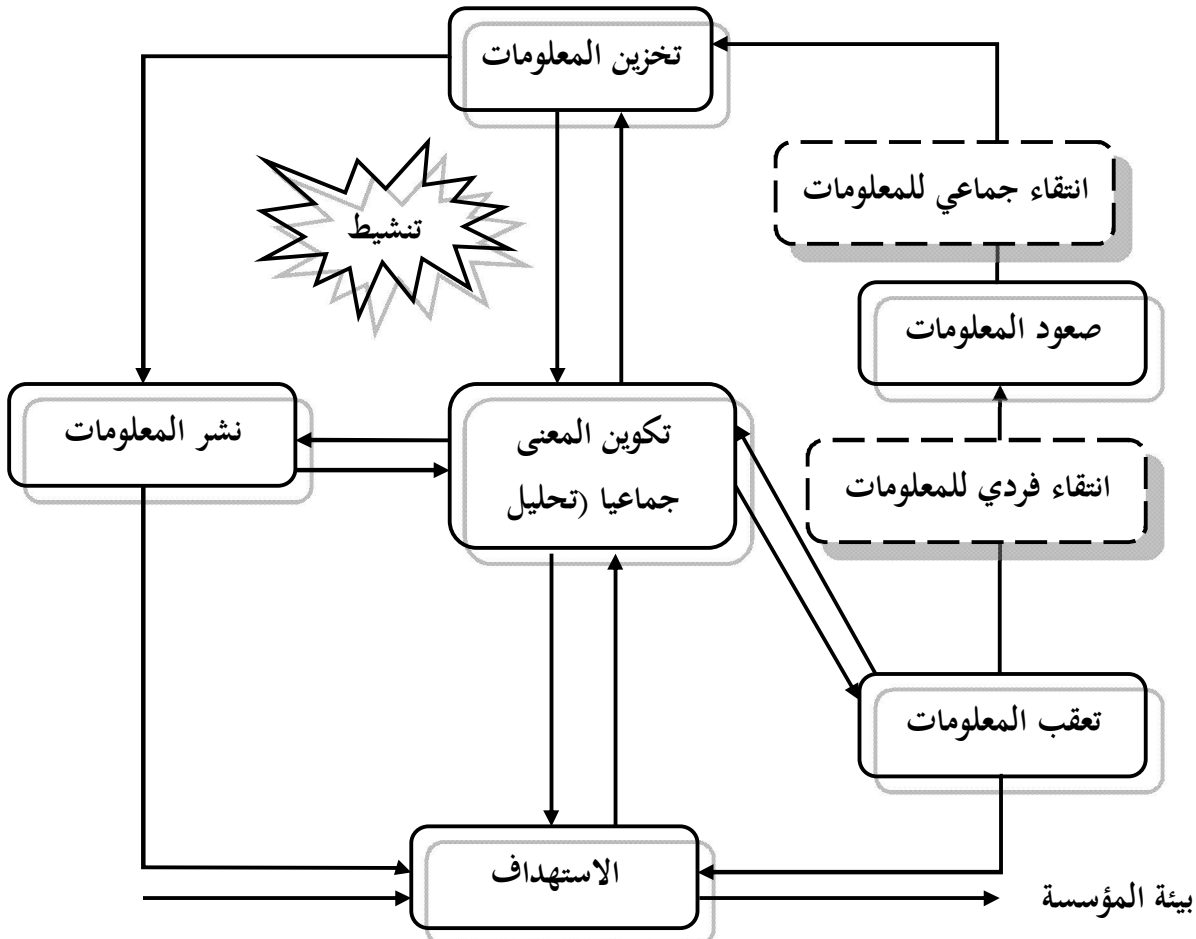 تخزين المعلومات
انتقاء جماعي للمعلومات
تنشيط
صعود المعلومات
نشر المعلومات
تكوين المعنى
جماعيا (تحليل
انتقاء فردي للمعلومات
تعقب المعلومات
الاستهداف
بيئة المؤسسة